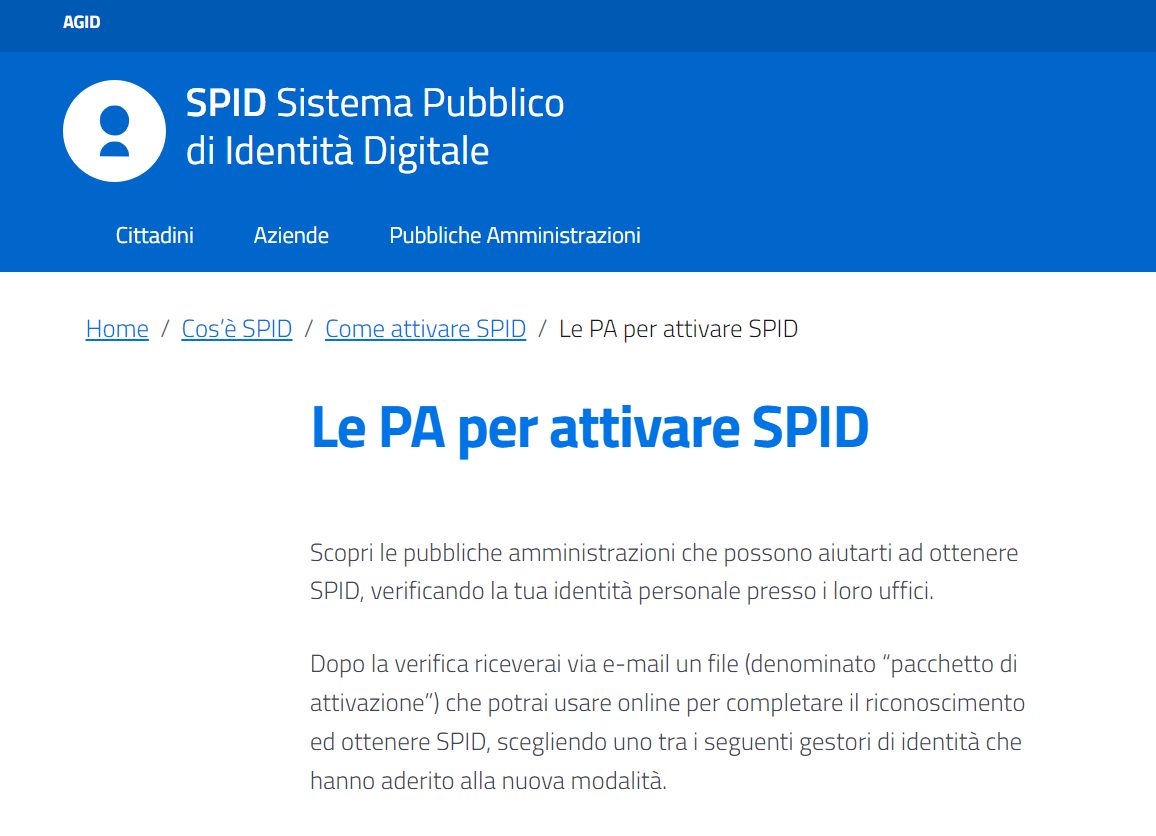 AGID
SPID Sistema Pubblico
di Identità Digitale
Cittadini Aziende Pubbliche Amministrazioni
Home / Cos’è SPID / Come attivare SPID / Le PA per attivare SPID
Le PA per attivare SPID
Scopri le pubbliche amministrazioni che possono aiutarti ad ottenere
SPID, verificando la tua identità personale presso i loro uffici.
Dopo la verifica riceverai via e-mail un file (denominato “pacchetto di
attivazione”) che potrai usare online per completare il riconoscimento
ed ottenere SPID, scegliendo uno tra i seguenti gestori di identità che
hanno aderito alla nuova modalità.